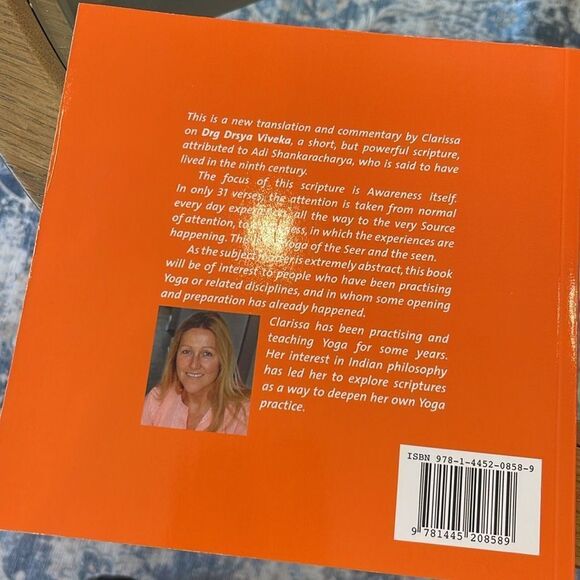 This is a new translation and commentary by Clarissa
on Drg Drsya Viveka, a short, but powerful scripture,
attributed to Adi Shankaracharya, who is said to have
lived in the ninth century.
The focus of this scripture is Awareness itself.
In only 31 verses, the attention is taken from normal
every day all the way to the very Source
of attention, in which the experiences are
happening. of the Seer and the seen.
As the subject is extremely abstract, this book
will be of interest to people who have been practising
Yoga or related disciplines, and in whom some opening
and preparation has already happened.
Clarissa has been practising and
teaching Yoga for some years.
Her interest in Indian philosophy
has led her to explore scriptures
as a way to deepen her own Yoga
practice.
ISBN 978-1-4452-0858-9
9 781445 208589